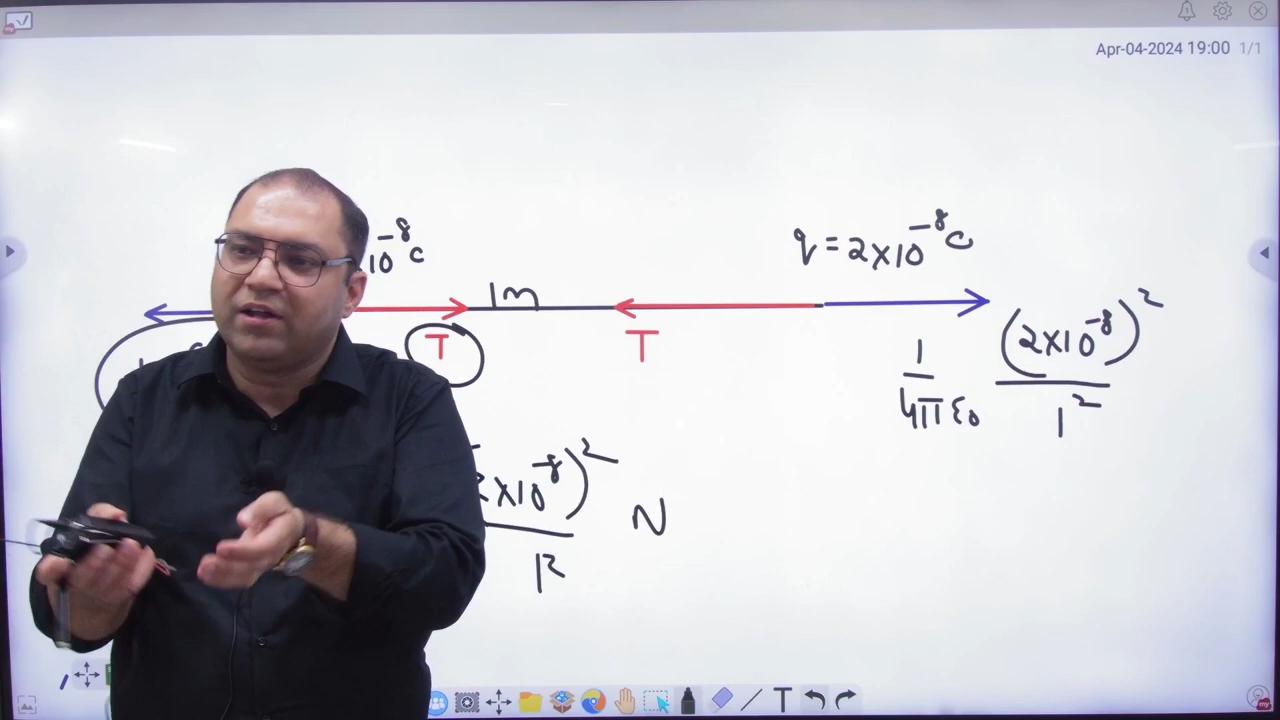 Apr-04-2024 19:00 1/1
10⁻⁸ C
1m
q = 2×10⁻⁸ C
T
T
1/4πε₀ (2×10⁻⁸)²/1²
2×10⁻⁸)²/1² N